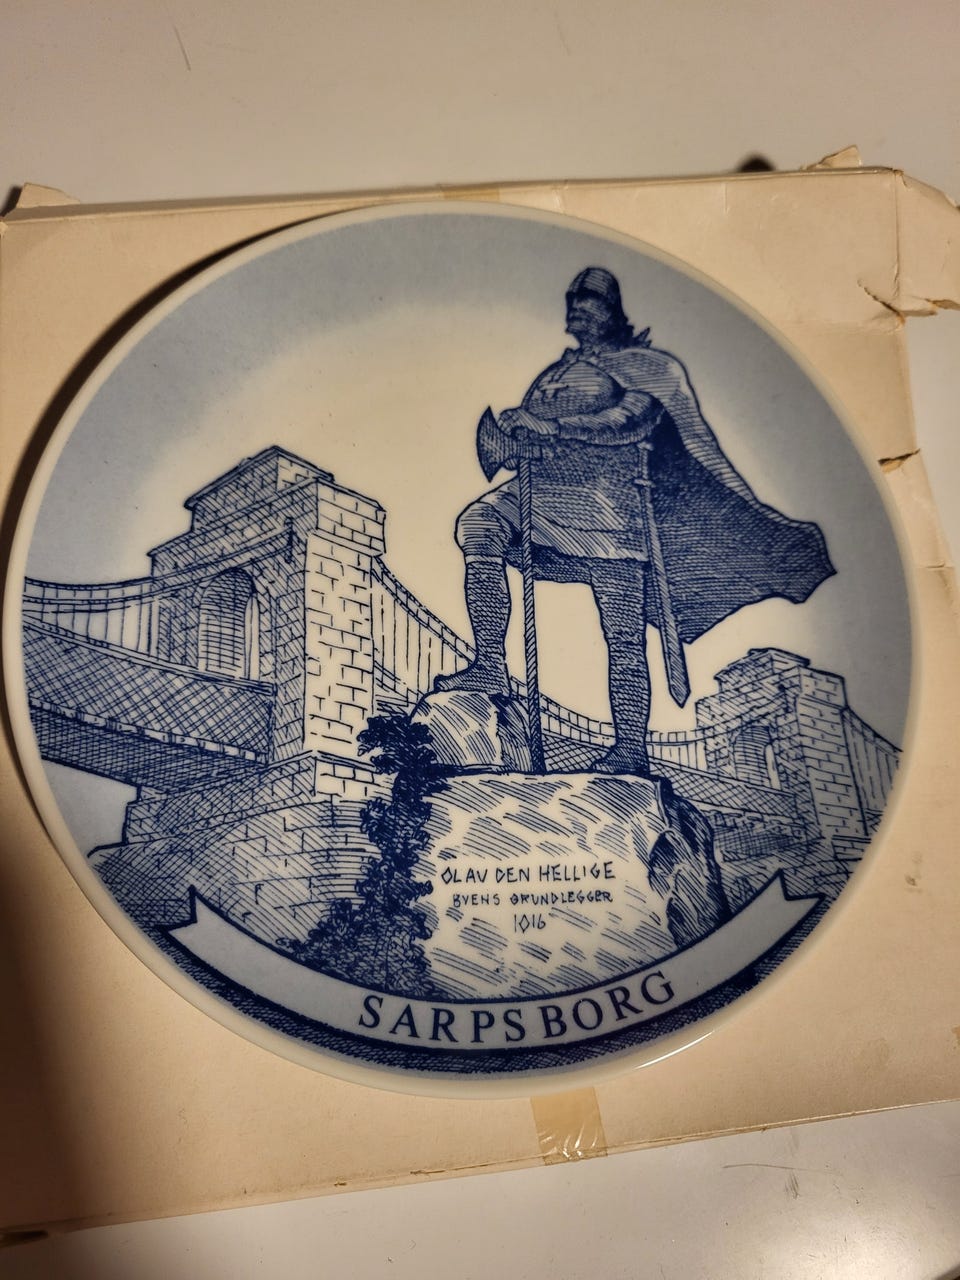 OLAV DEN HELLIGE
BYENS GRUNDLEGGER
1016
SARPSBORG